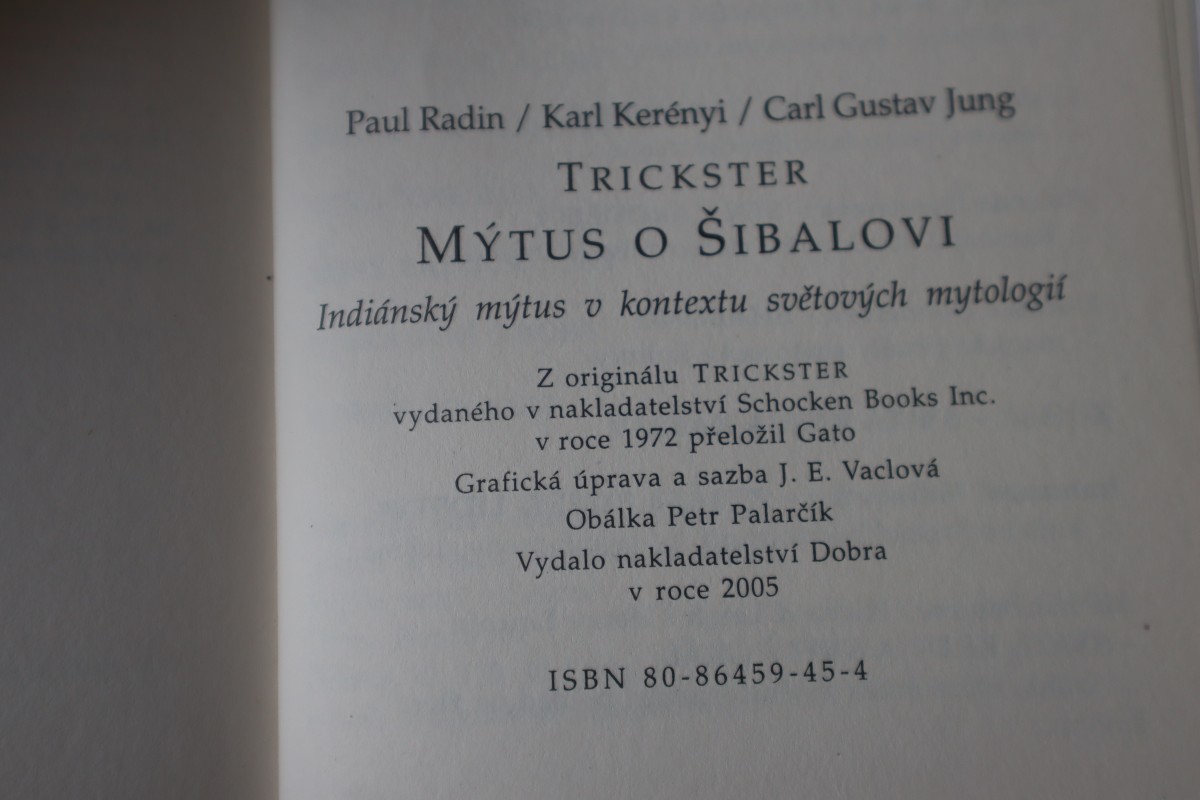 Paul Radin / Karl Kerényi / Carl Gustav Jung
TRICKSTER
MÝTUS O ŠIBALOVI
Indiánský mýtus v kontextu světových mytologií
Z originálu TRICKSTER
vydaného v nakladatelství Schocken Books Inc.
v roce 1972 přeložil Gato
Grafická úprava a sazba J. E. Vaclová
Obálka Petr Palarčík
Vydalo nakladatelství Dobra
v roce 2005
ISBN 80-86459-45-4